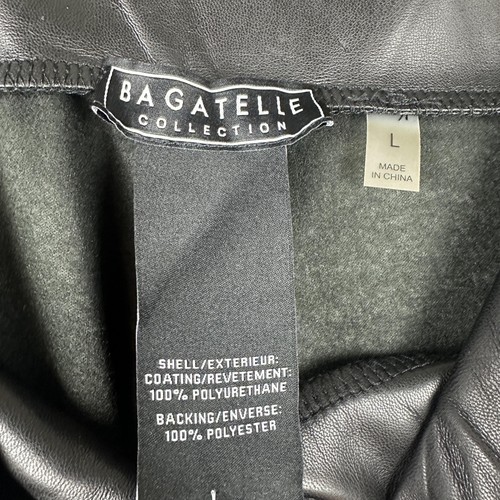 BAGATELLE
COLLECTION
L
MADE
IN CHINA
SHELL/EXTERIEUR:
COATING/REVETEMENT:
100% POLYURETHANE
BACKING/ENVERSE:
100% POLYESTER